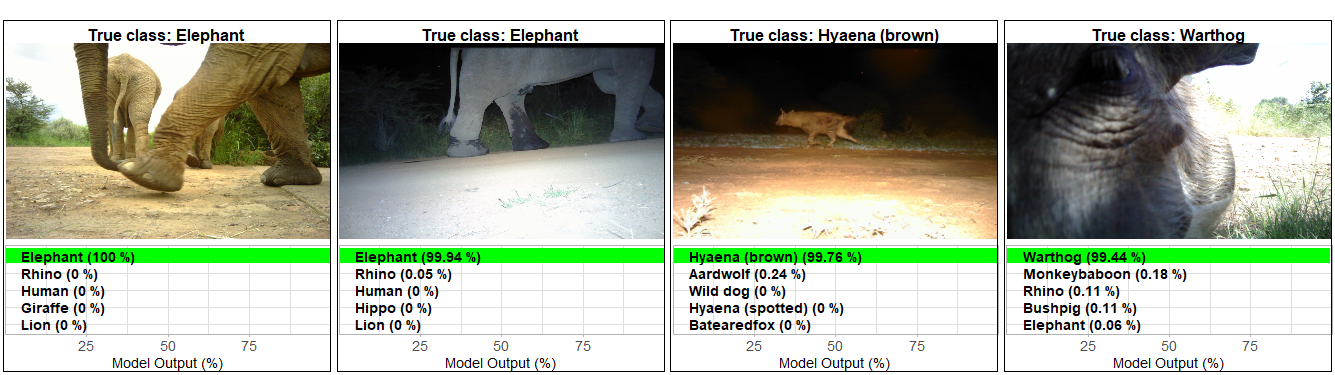 True class: Elephant
Elephant (100 %)
Rhino (0 %)
Human (0 %)
Giraffe (0 %)
Lion (0 %)
25 50 75
Model Output (%)
True class: Elephant
Elephant (99.94 %)
Rhino (0.05 %)
Human (0 %)
Hippo (0 %)
Lion (0 %)
25 50 75
Model Output (%)
True class: Hyaena (brown)
Hyaena (brown) (99.76 %)
Aardwolf (0.24 %)
Wild dog (0 %)
Hyaena (spotted) (0 %)
Batearedfox (0 %)
25 50 75
Model Output (%)
True class: Warthog
Warthog (99.44 %)
Monkeybaboon (0.18 %)
Rhino (0.11 %)
Bushpig (0.11 %)
Elephant (0.06 %)
25 50 75
Model Output (%)